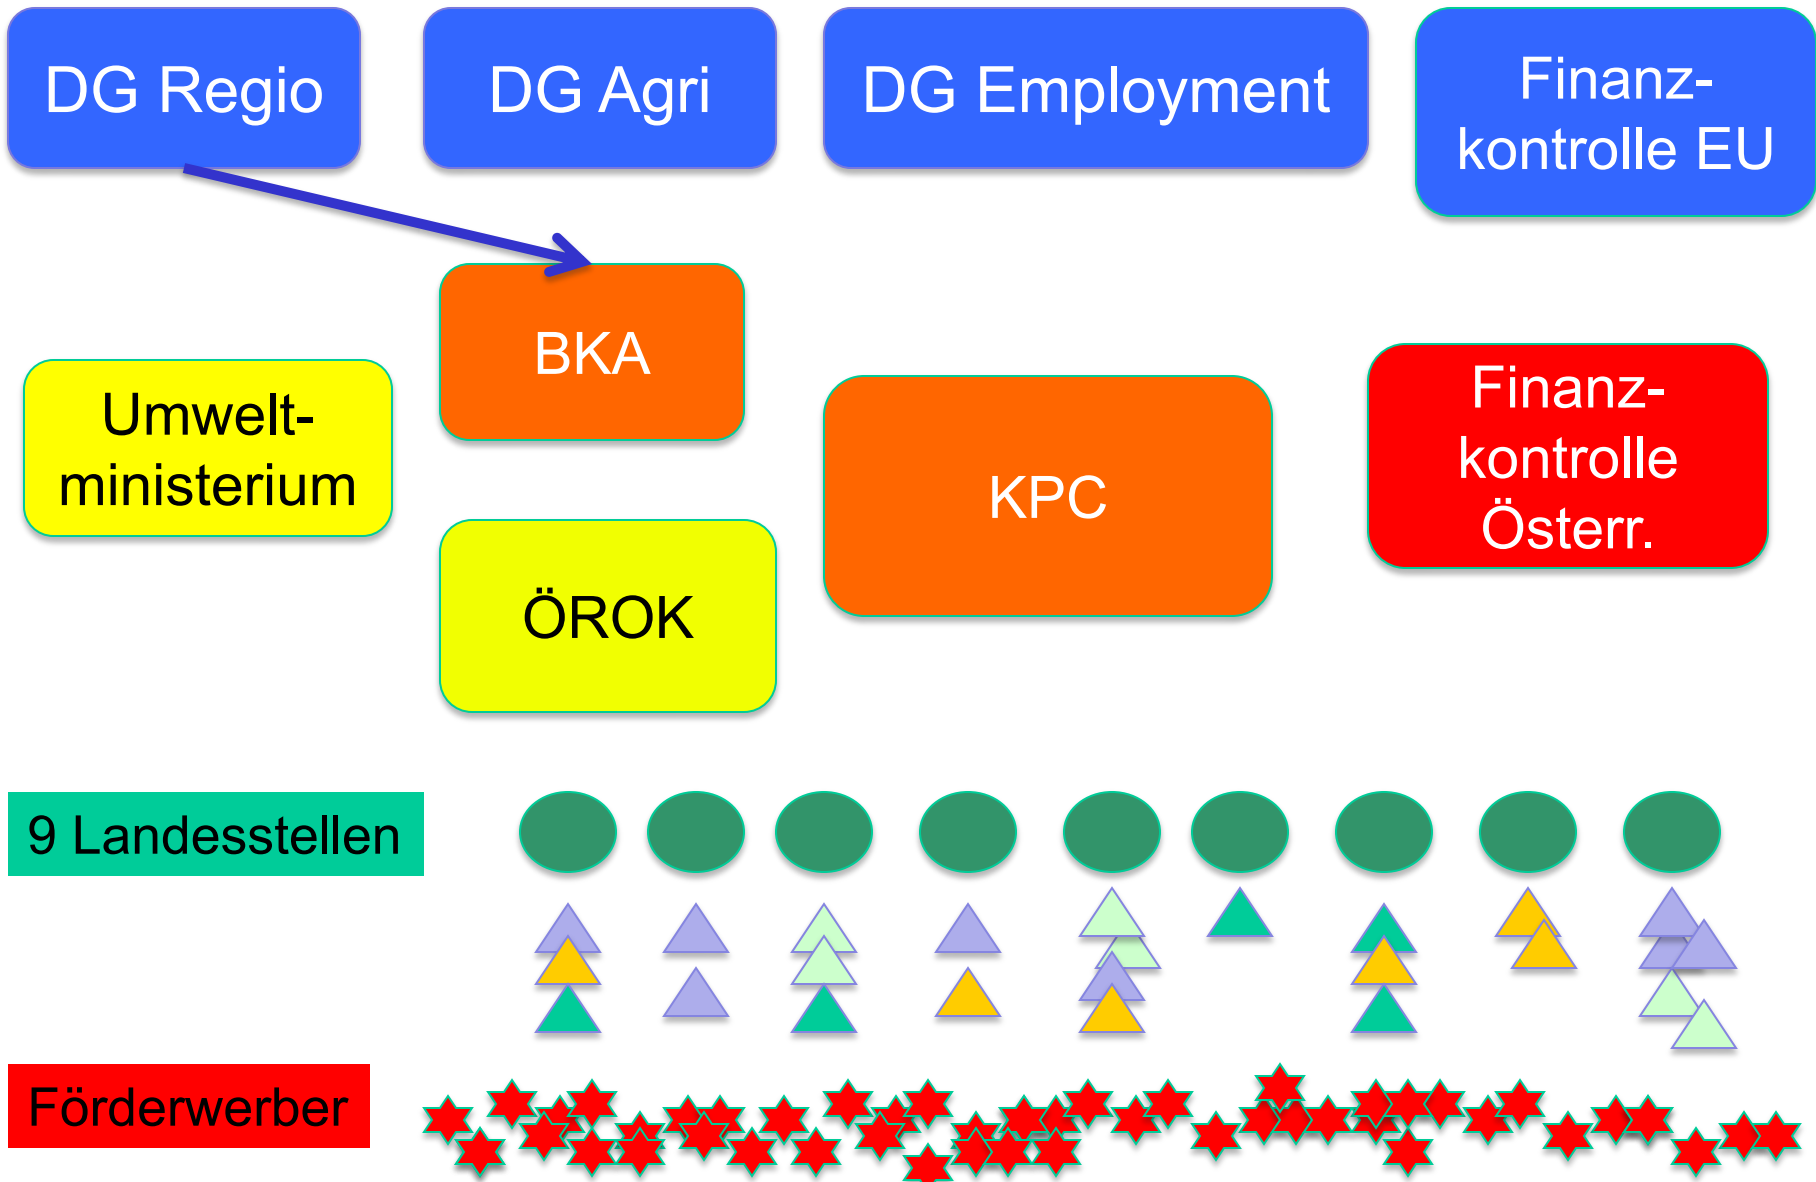 DG Regio
DG Agri
DG Employment
Finanz-
kontrolle EU
BKA
Umwelt-
ministerium
KPC
Finanz-
kontrolle
Österr.
ÖROK
9 Landesstellen
Förderwerber